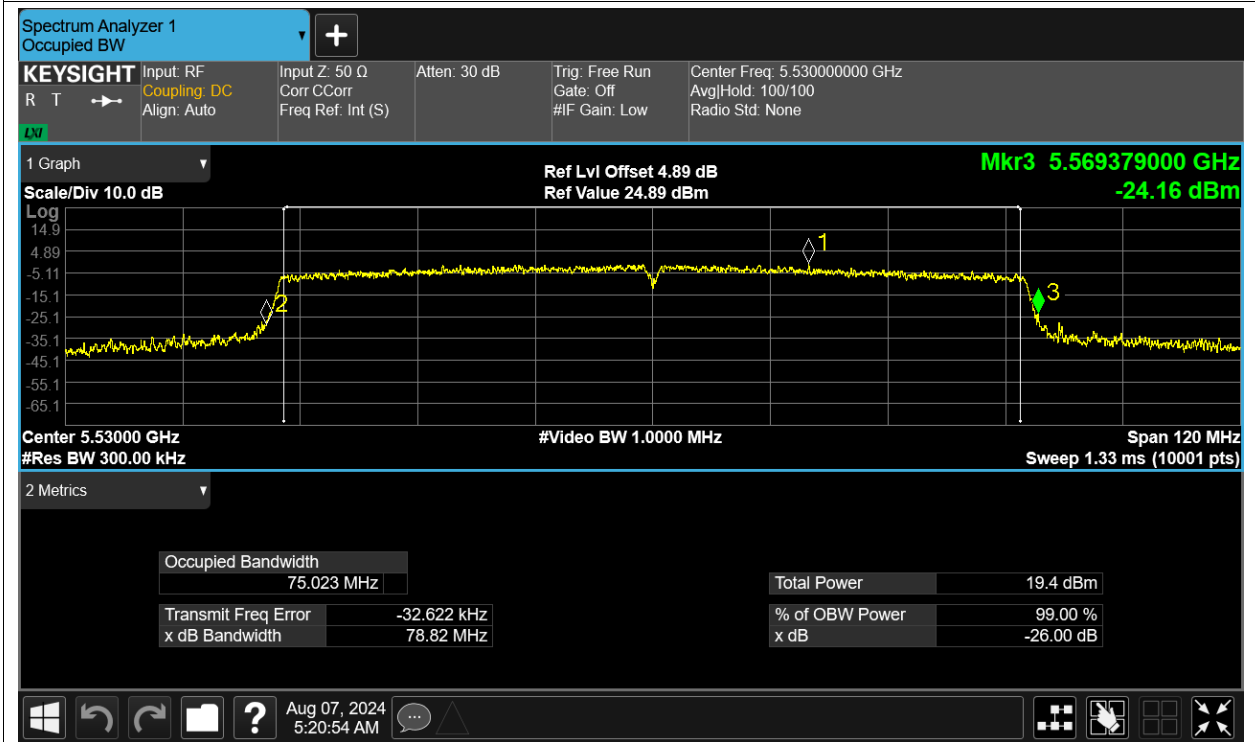 Spectrum Analyzer 1
Occupied BW
KEYSIGHT
R T
LXI
Input: RF
Coupling: DC
Align: Auto
Input Z: 50 Ω
Corr CCorr
Freq Ref: Int (S)
Atten: 30 dB
Trig: Free Run
Gate: Off
#IF Gain: Low
Center Freq: 5.530000000 GHz
Avg|Hold: 100/100
Radio Std: None
1 Graph
Scale/Div 10.0 dB
Ref Lvl Offset 4.89 dB
Ref Value 24.89 dBm
Mkr3 5.569379000 GHz
-24.16 dBm
Log
14.9
4.89
-5.11
-15.1
-25.1
-35.1
-45.1
-55.1
-65.1
1
2
3
Center 5.53000 GHz
#Video BW 1.0000 MHz
Span 120 MHz
#Res BW 300.00 kHz
Sweep 1.33 ms (10001 pts)
2 Metrics
Occupied Bandwidth
75.023 MHz
Total Power 19.4 dBm
Transmit Freq Error -32.622 kHz
% of OBW Power 99.00 %
x dB Bandwidth 78.82 MHz
x dB -26.00 dB
?
Aug 07, 2024
5:20:54 AM